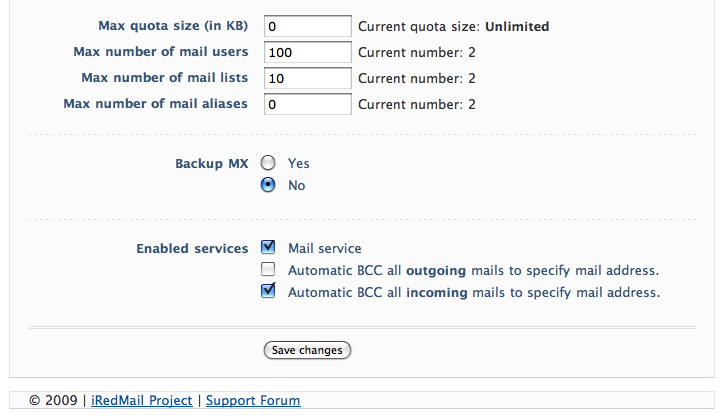 Max quota size (in KB) 0 Current quota size: Unlimited
Max number of mail users 100 Current number: 2
Max number of mail lists 10 Current number: 2
Max number of mail aliases 0 Current number: 2
Backup MX Yes
No
Enabled services Mail service
Automatic BCC all outgoing mails to specify mail address.
Automatic BCC all incoming mails to specify mail address.
Save changes
© 2009 | iRedMail Project | Support Forum